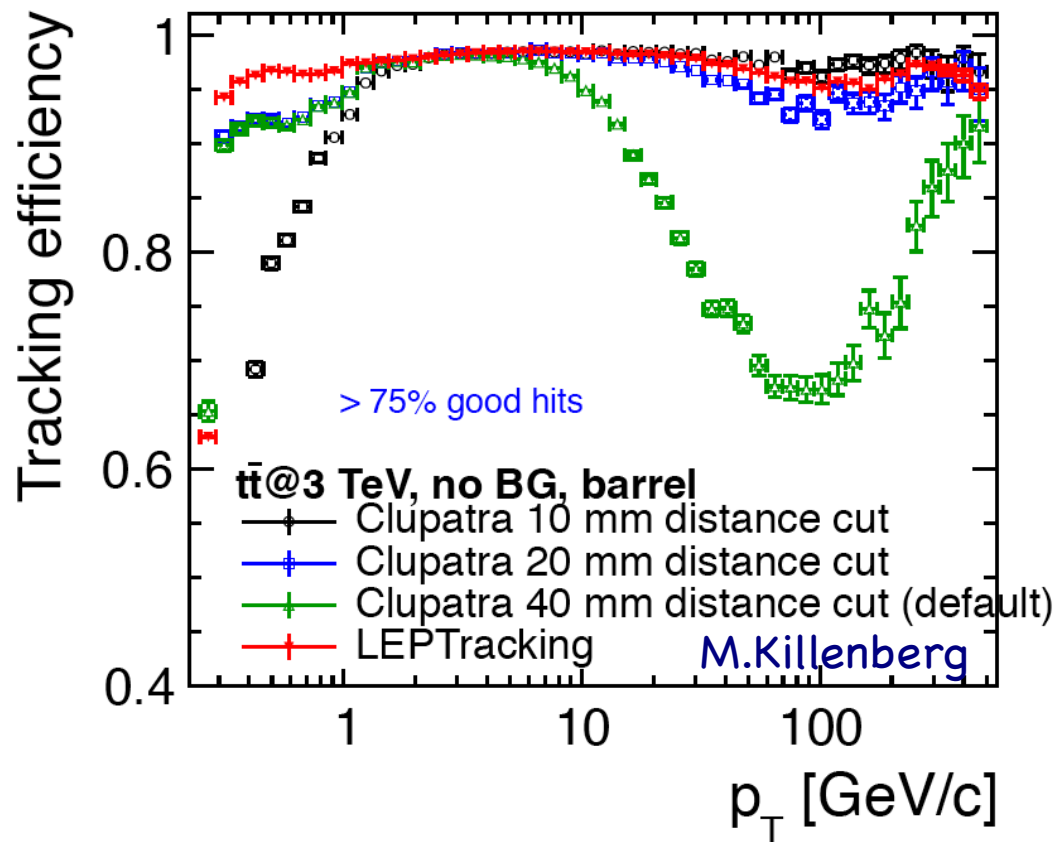 Tracking efficiency
1
0.8
0.6
0.4
> 75% good hits
tt̄@3 TeV, no BG, barrel
Clupatra 10 mm distance cut
Clupatra 20 mm distance cut
Clupatra 40 mm distance cut (default)
LEPTracking
M.Killenberg
1 10 100
p_T [GeV/c]